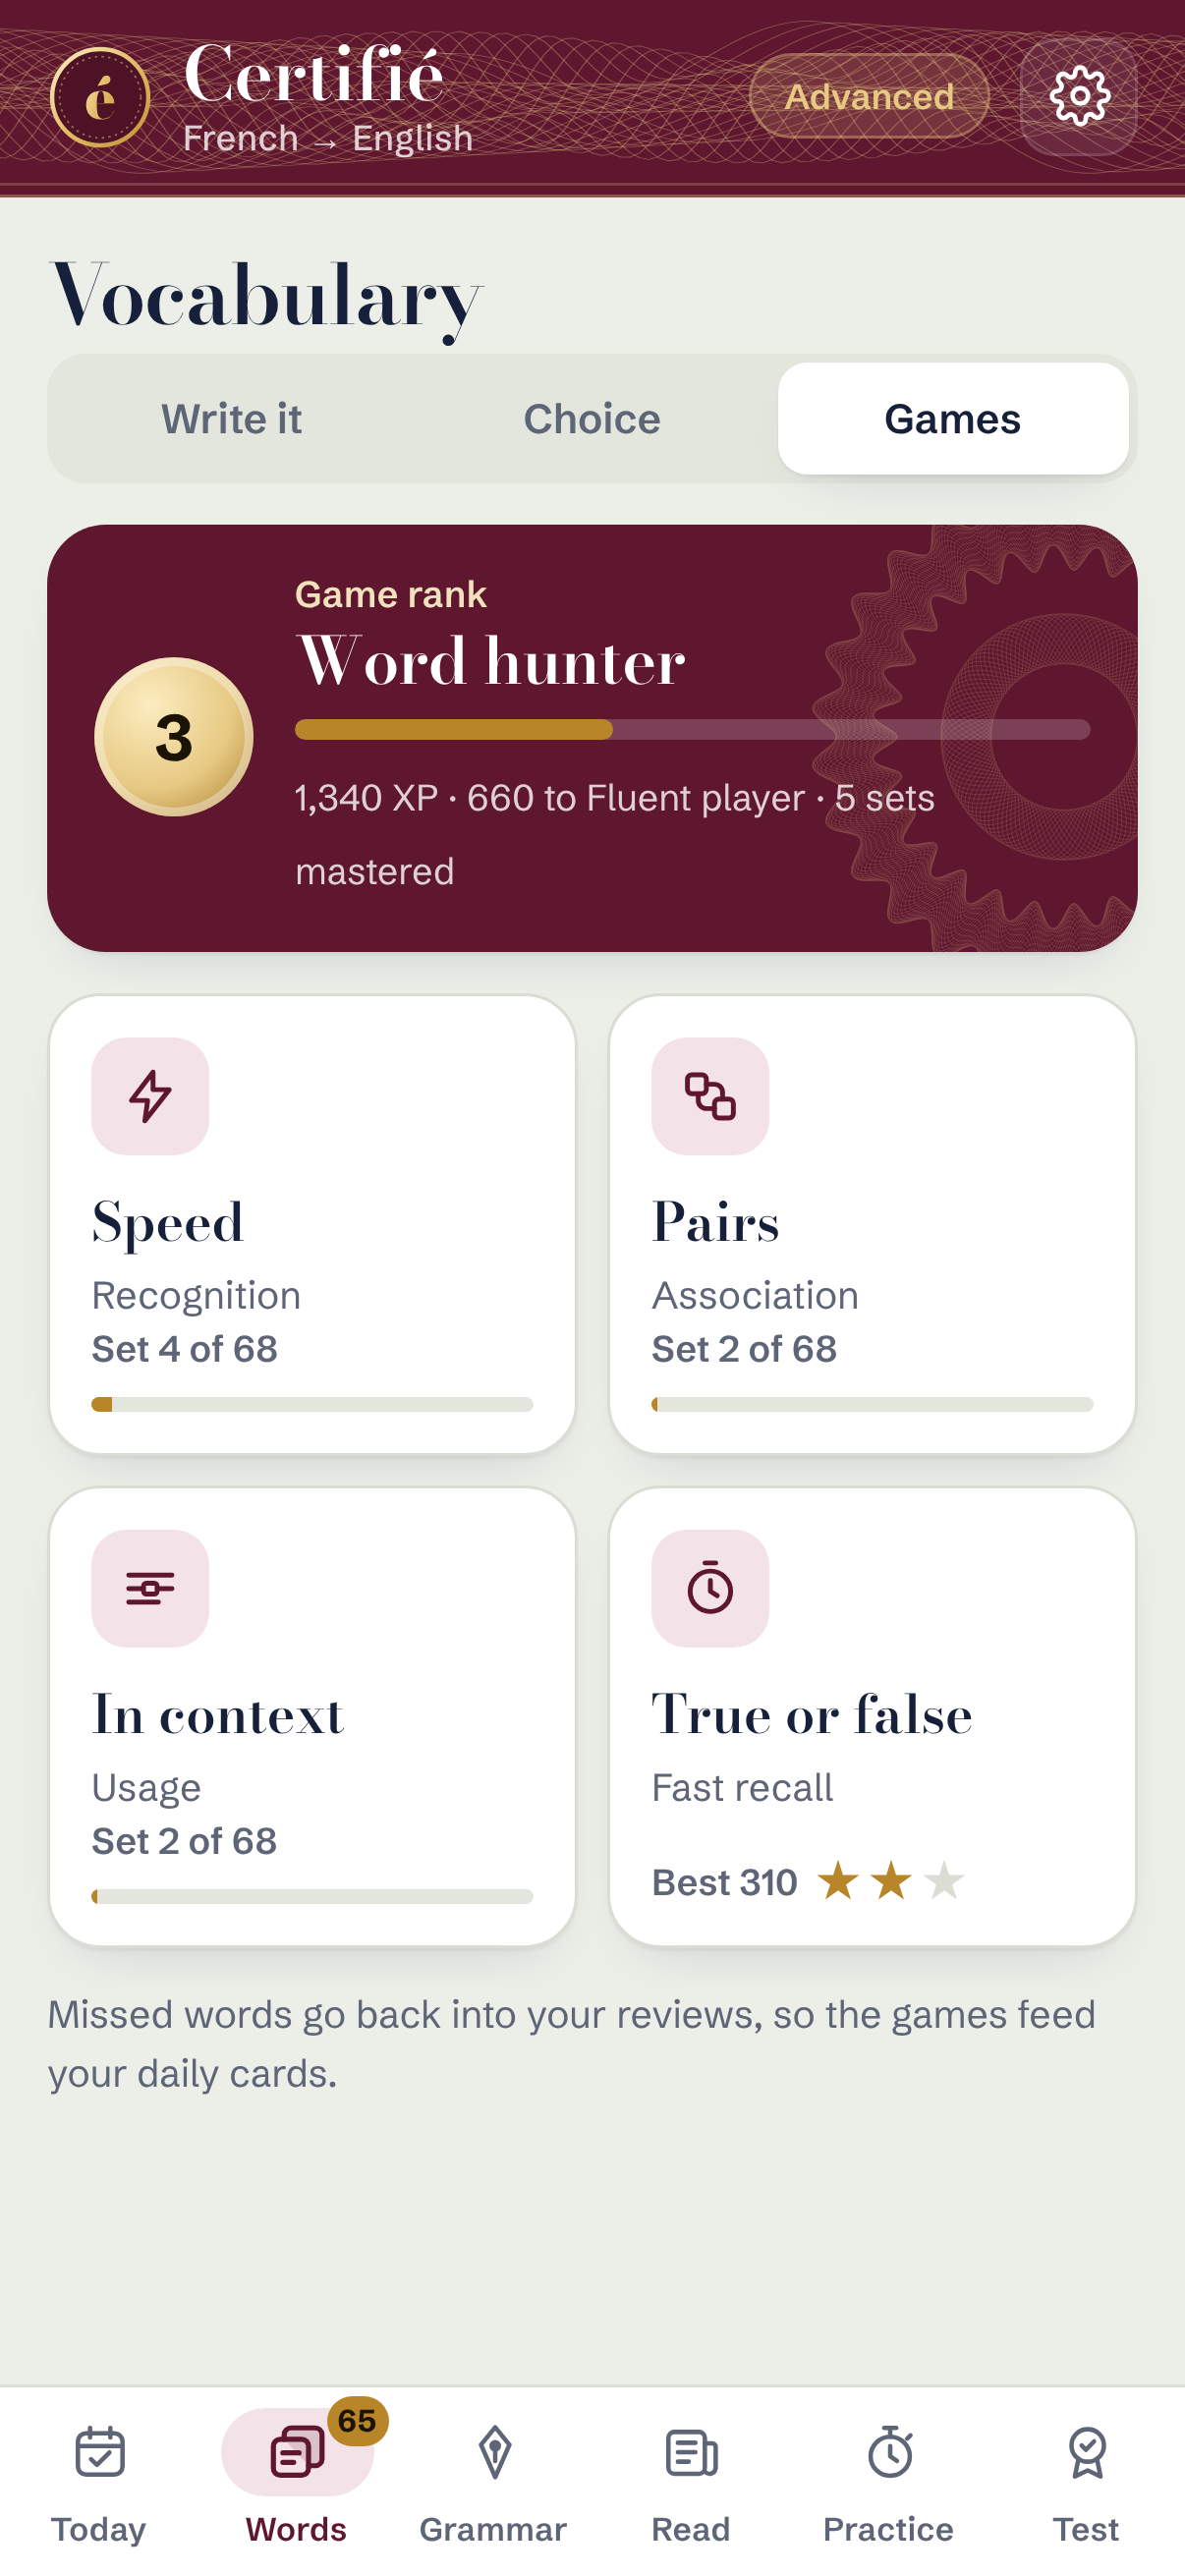 é
Certifié
French → English
Advanced
Vocabulary
Write it
Choice
Games
Game rank
Word hunter
3
1,340 XP · 660 to Fluent player · 5 sets
mastered
Speed
Recognition
Set 4 of 68
Pairs
Association
Set 2 of 68
In context
Usage
Set 2 of 68
True or false
Fast recall
Best 310 ★★★
Missed words go back into your reviews, so the games feed
your daily cards.
65
Today
Words
Grammar
Read
Practice
Test